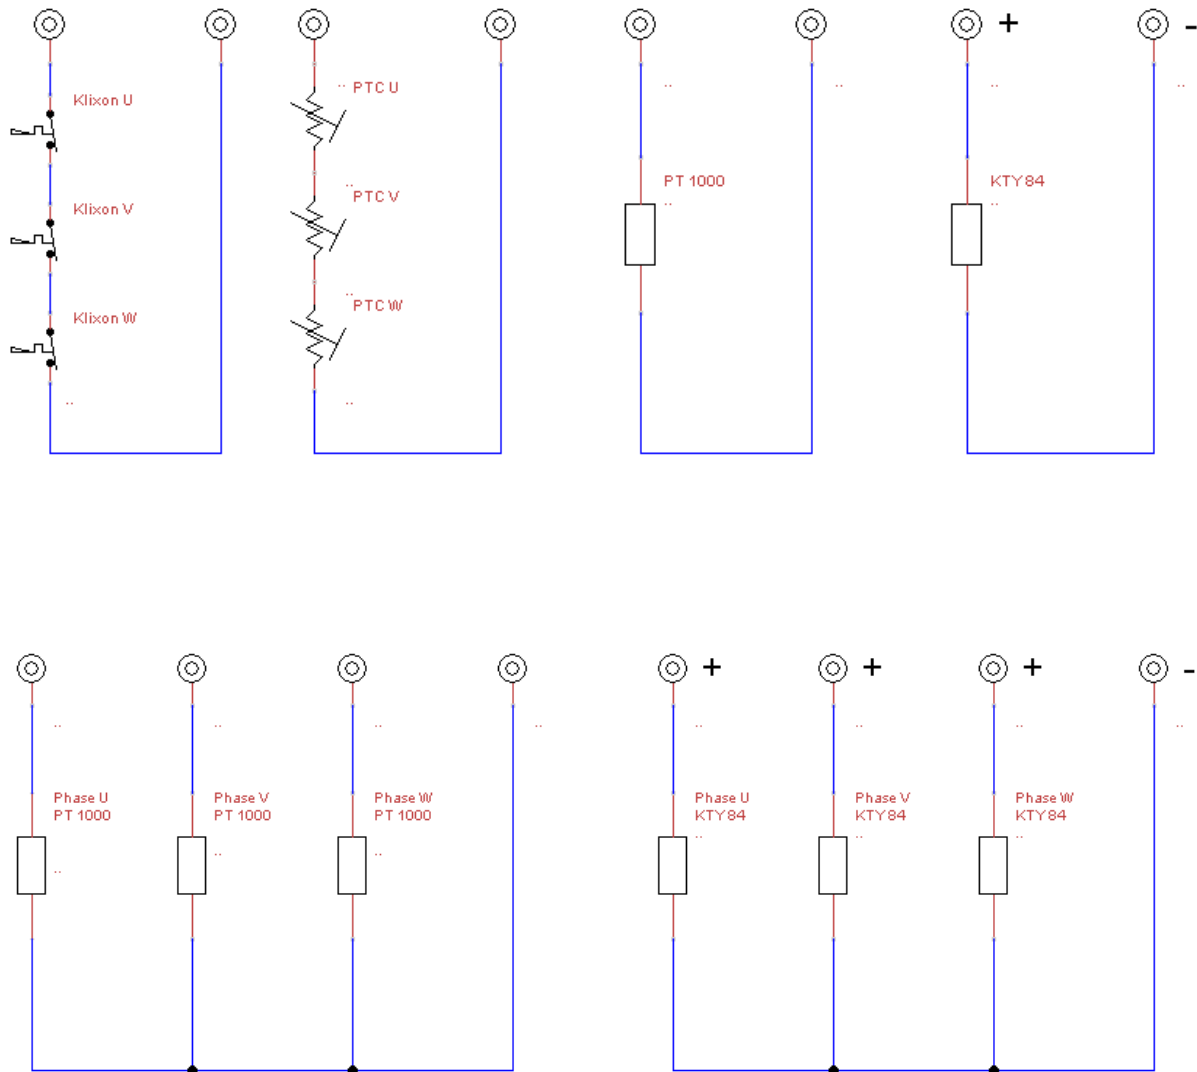 +
-
Klixon U
PTC U
PT 1000
KTY84
Klixon V
PTC V
Klixon W
PTC W
+
+
+
-
Phase U
PT 1000
Phase V
PT 1000
Phase W
PT 1000
Phase U
KTY84
Phase V
KTY84
Phase W
KTY84